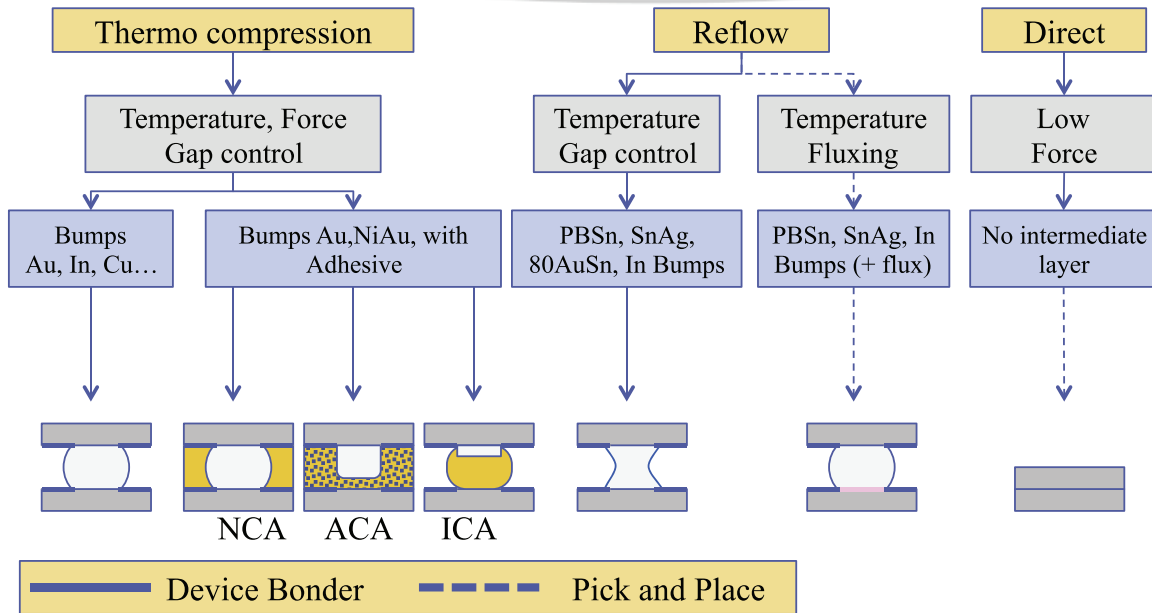 Thermo compression
Reflow
Direct
Temperature, Force
Gap control
Temperature
Gap control
Temperature
Fluxing
Low
Force
Bumps
Au, In, Cu…
Bumps Au,NiAu, with
Adhesive
PBSn, SnAg,
80AuSn, In Bumps
PBSn, SnAg, In
Bumps (+ flux)
No intermediate
layer
NCA
ACA
ICA
Device Bonder
Pick and Place